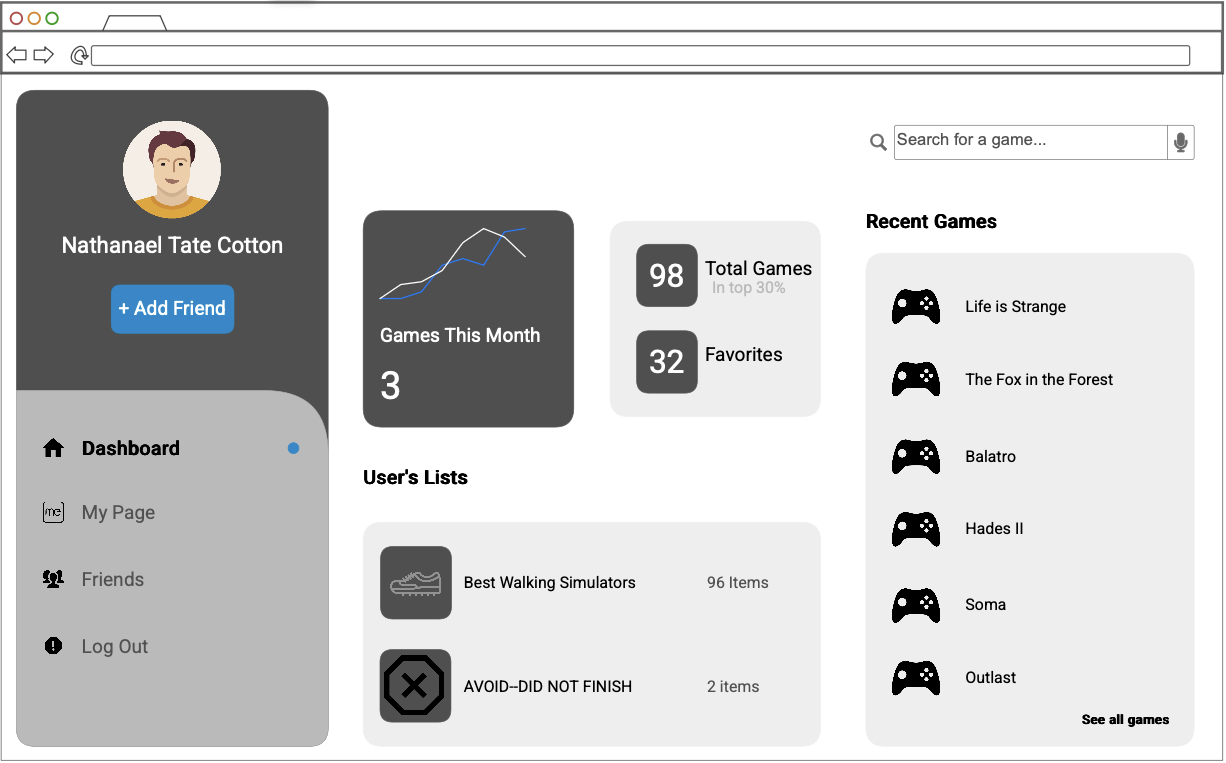 Search for a game...
Nathanael Tate Cotton
+ Add Friend
Dashboard
me
My Page
Friends
Log Out
Games This Month
3
98
Total Games
In top 30%
32
Favorites
User's Lists
Best Walking Simulators
96 Items
AVOID--DID NOT FINISH
2 items
Recent Games
Life is Strange
The Fox in the Forest
Balatro
Hades II
Soma
Outlast
See all games